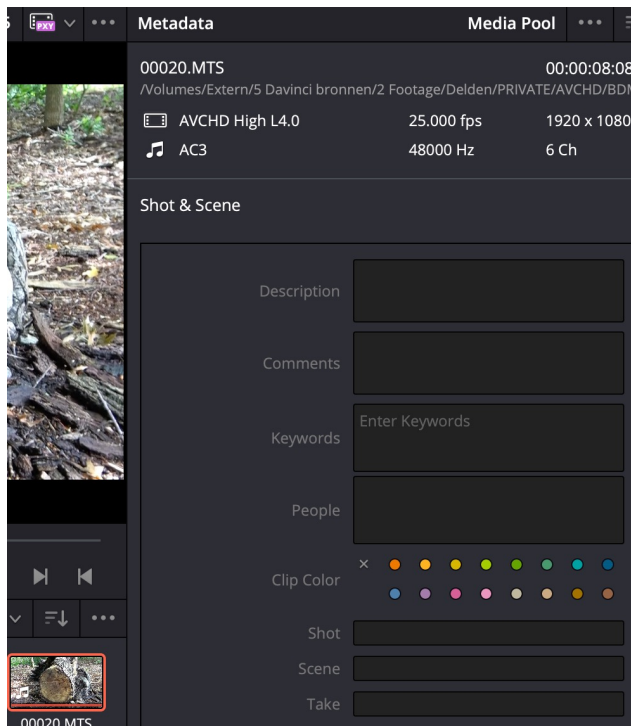 5 PXY ••• Metadata Media Pool •••
00020.MTS 00:00:08:08
/Volumes/Extern/5 Davinci bronnen/2 Footage/Delden/PRIVATE/AVCHD/BDM
AVCHD High L4.0 25.000 fps 1920 x 1080
AC3 48000 Hz 6 Ch
Shot & Scene
Description
Comments
Enter Keywords
Keywords
People
Clip Color
Shot
Scene
Take
00020.MTS